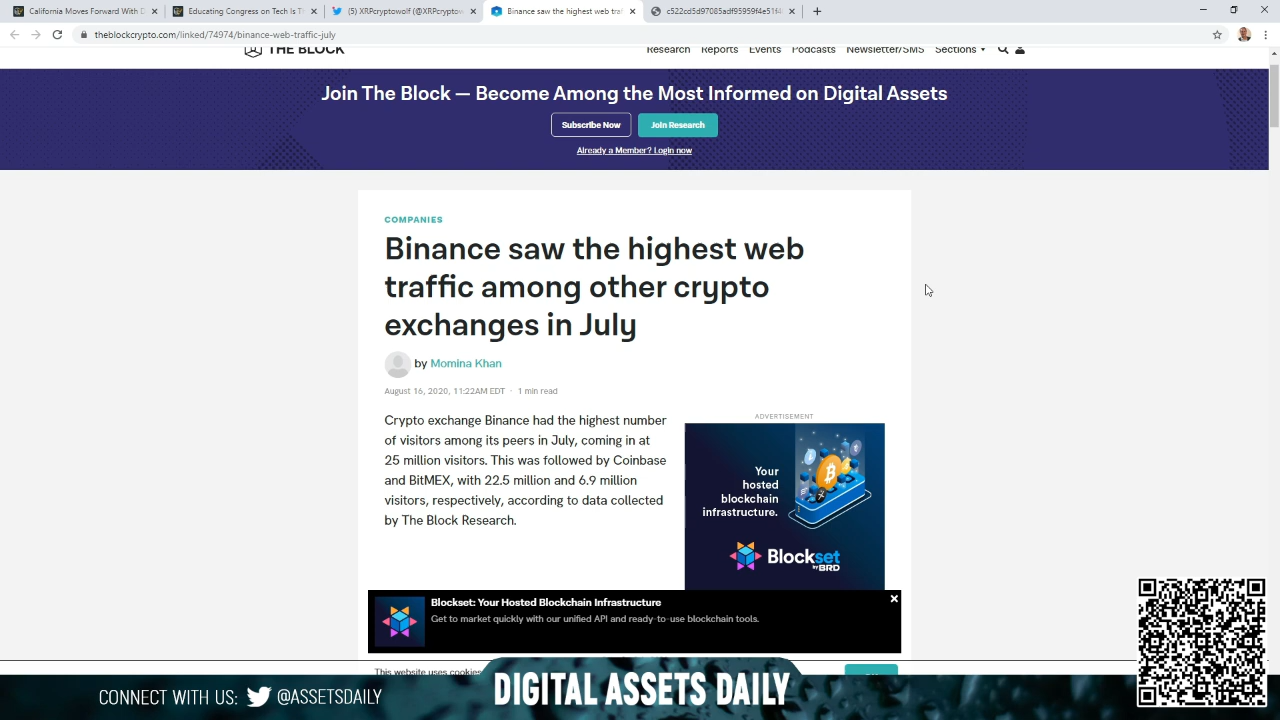 California Moves Forward With D
Educating Congress on Tech Is Th
(5) XRPcryptowolf (@XRPcryptow
Binance saw the highest web traf
c522cd5d97085adf95959f4e51f4
theblockcrypto.com/linked/74974/binance-web-traffic-july
THE BLOCK
Research Reports Events Podcasts Newsletter/SMS Sections
Join The Block — Become Among the Most Informed on Digital Assets
Subscribe Now
Join Research
Already a Member? Login now
COMPANIES
Binance saw the highest web
traffic among other crypto
exchanges in July
by Momina Khan
August 16, 2020, 11:22AM EDT · 1 min read
Crypto exchange Binance had the highest number
of visitors among its peers in July, coming in at
25 million visitors. This was followed by Coinbase
and BitMEX, with 22.5 million and 6.9 million
visitors, respectively, according to data collected
by The Block Research.
ADVERTISEMENT
Your
hosted
blockchain
infrastructure.
Blockset
by BRD
Blockset: Your Hosted Blockchain Infrastructure
Get to market quickly with our unified API and ready-to-use blockchain tools.
This website uses cookies
CONNECT WITH US: @ASSETSDAILY
DIGITAL ASSETS DAILY